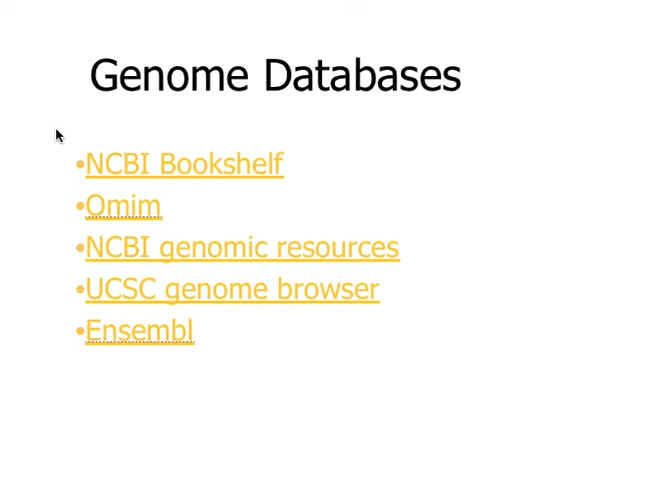 Genome Databases
•NCBI Bookshelf
•Omim
•NCBI genomic resources
•UCSC genome browser
•Ensembl